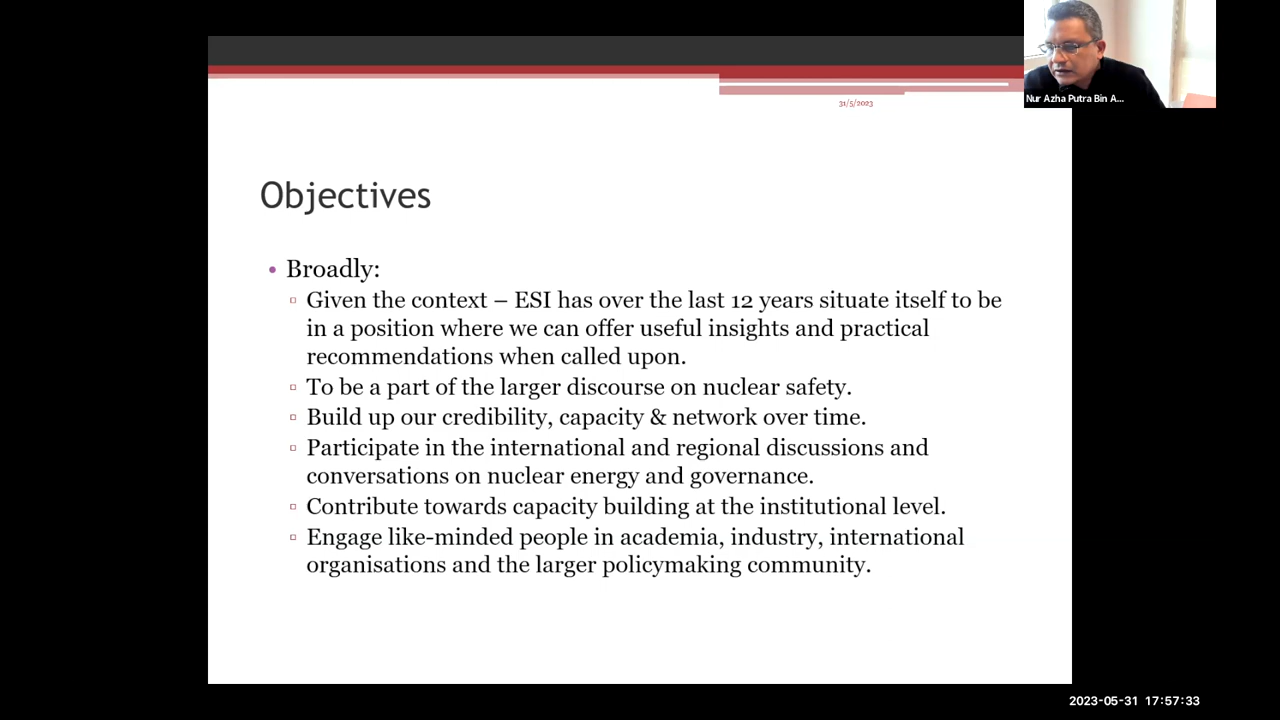 Nur Azha Putra Bin A...
31/5/2023
Objectives
• Broadly:
▫ Given the context – ESI has over the last 12 years situate itself to be
in a position where we can offer useful insights and practical
recommendations when called upon.
▫ To be a part of the larger discourse on nuclear safety.
▫ Build up our credibility, capacity & network over time.
▫ Participate in the international and regional discussions and
conversations on nuclear energy and governance.
▫ Contribute towards capacity building at the institutional level.
▫ Engage like-minded people in academia, industry, international
organisations and the larger policymaking community.
2023-05-31 17:57:33